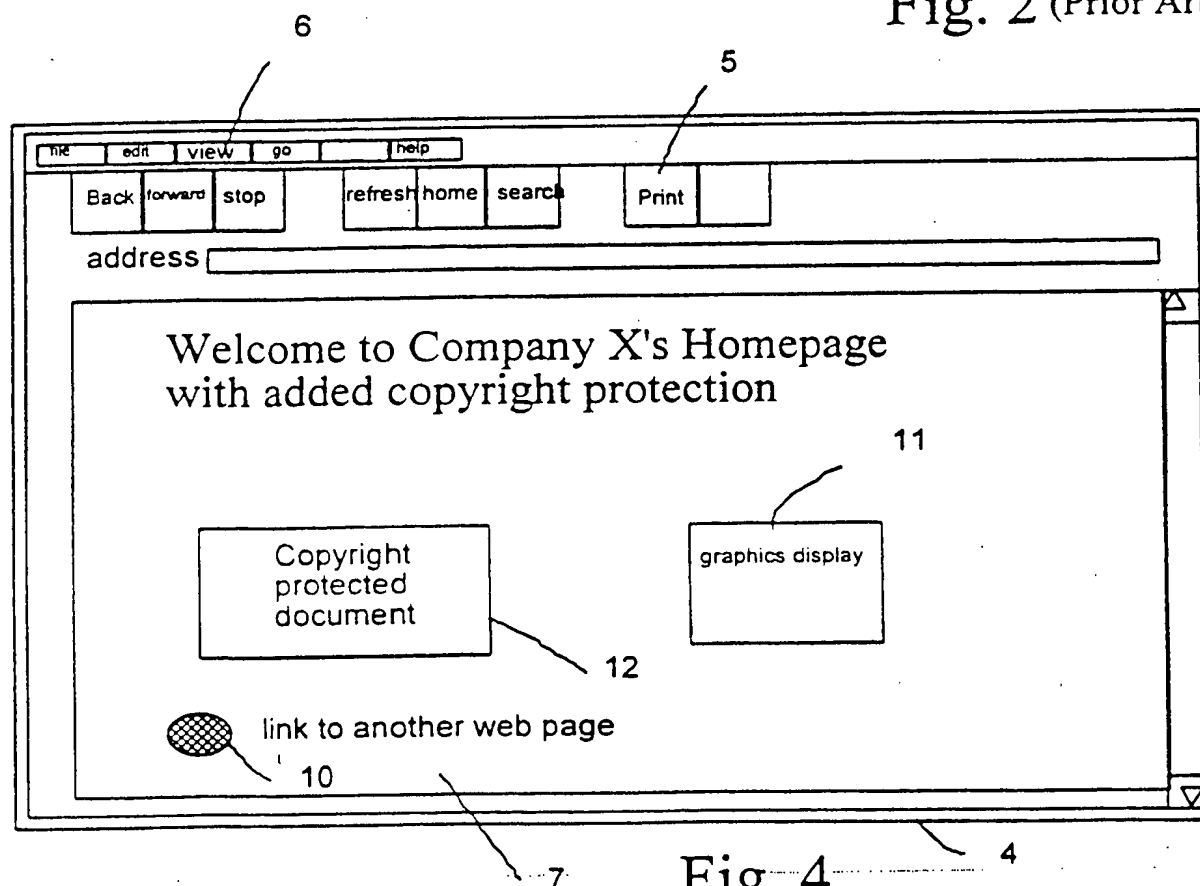 Fig. 2 (Prior Ar
6
5
file edit view go help
Back forward stop refresh home search Print
address
Welcome to Company X's Homepage
with added copyright protection
11
Copyright
protected
document
graphics display
12
link to another web page
10
4
7
Fig 4